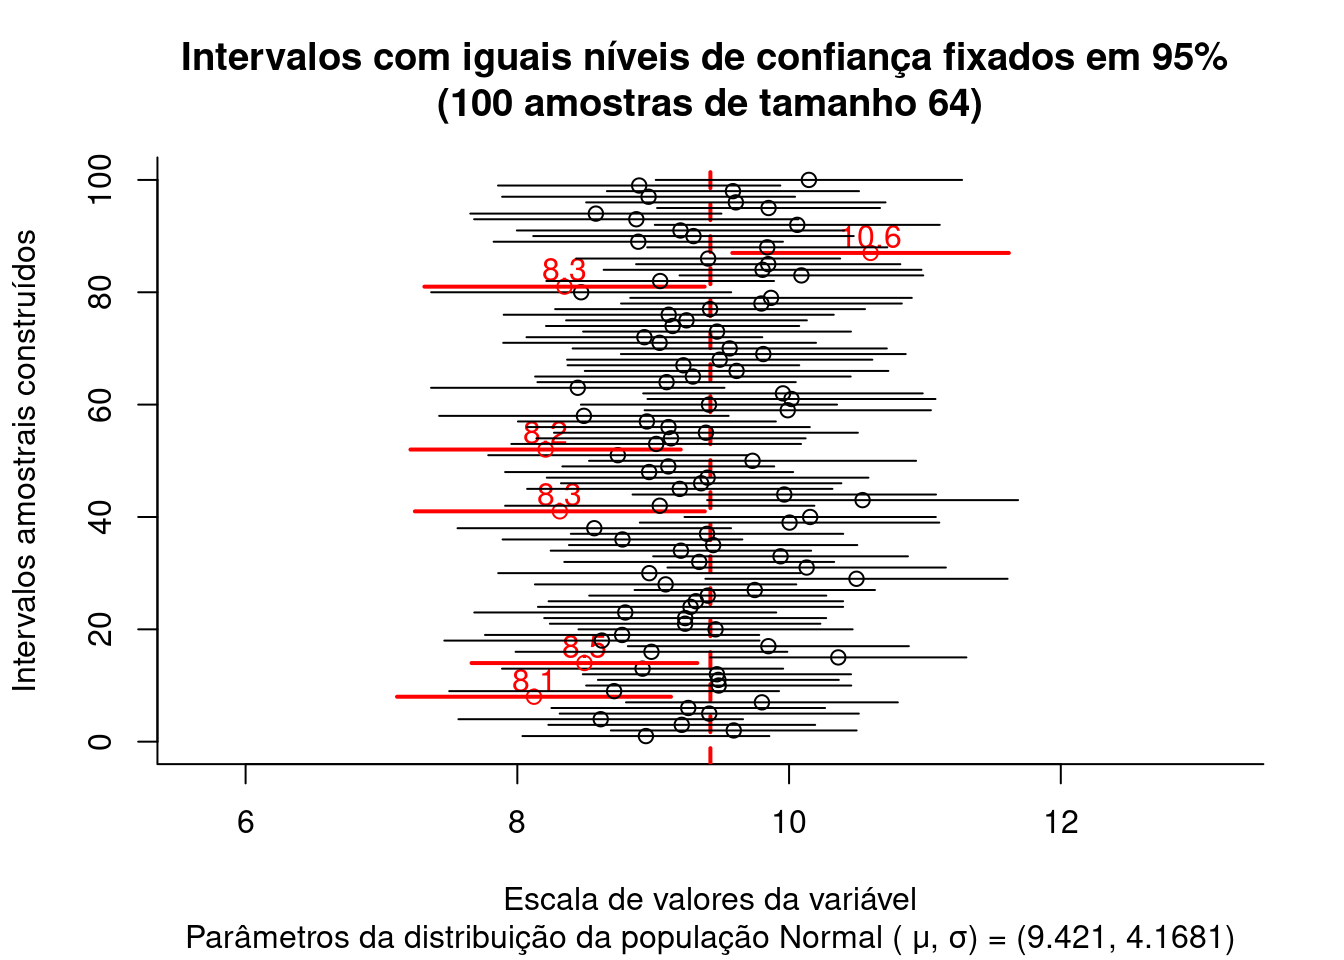 Intervalos com iguais níveis de confiança fixados em 95%
(100 amostras de tamanho 64)
Intervalos amostrais construídos
100
80
60
40
20
0
10.6
8.3
8.2
8.3
8.5
8.1
6 8 10 12
Escala de valores da variável
Parâmetros da distribuição da população Normal ( μ, σ) = (9.421, 4.1681)